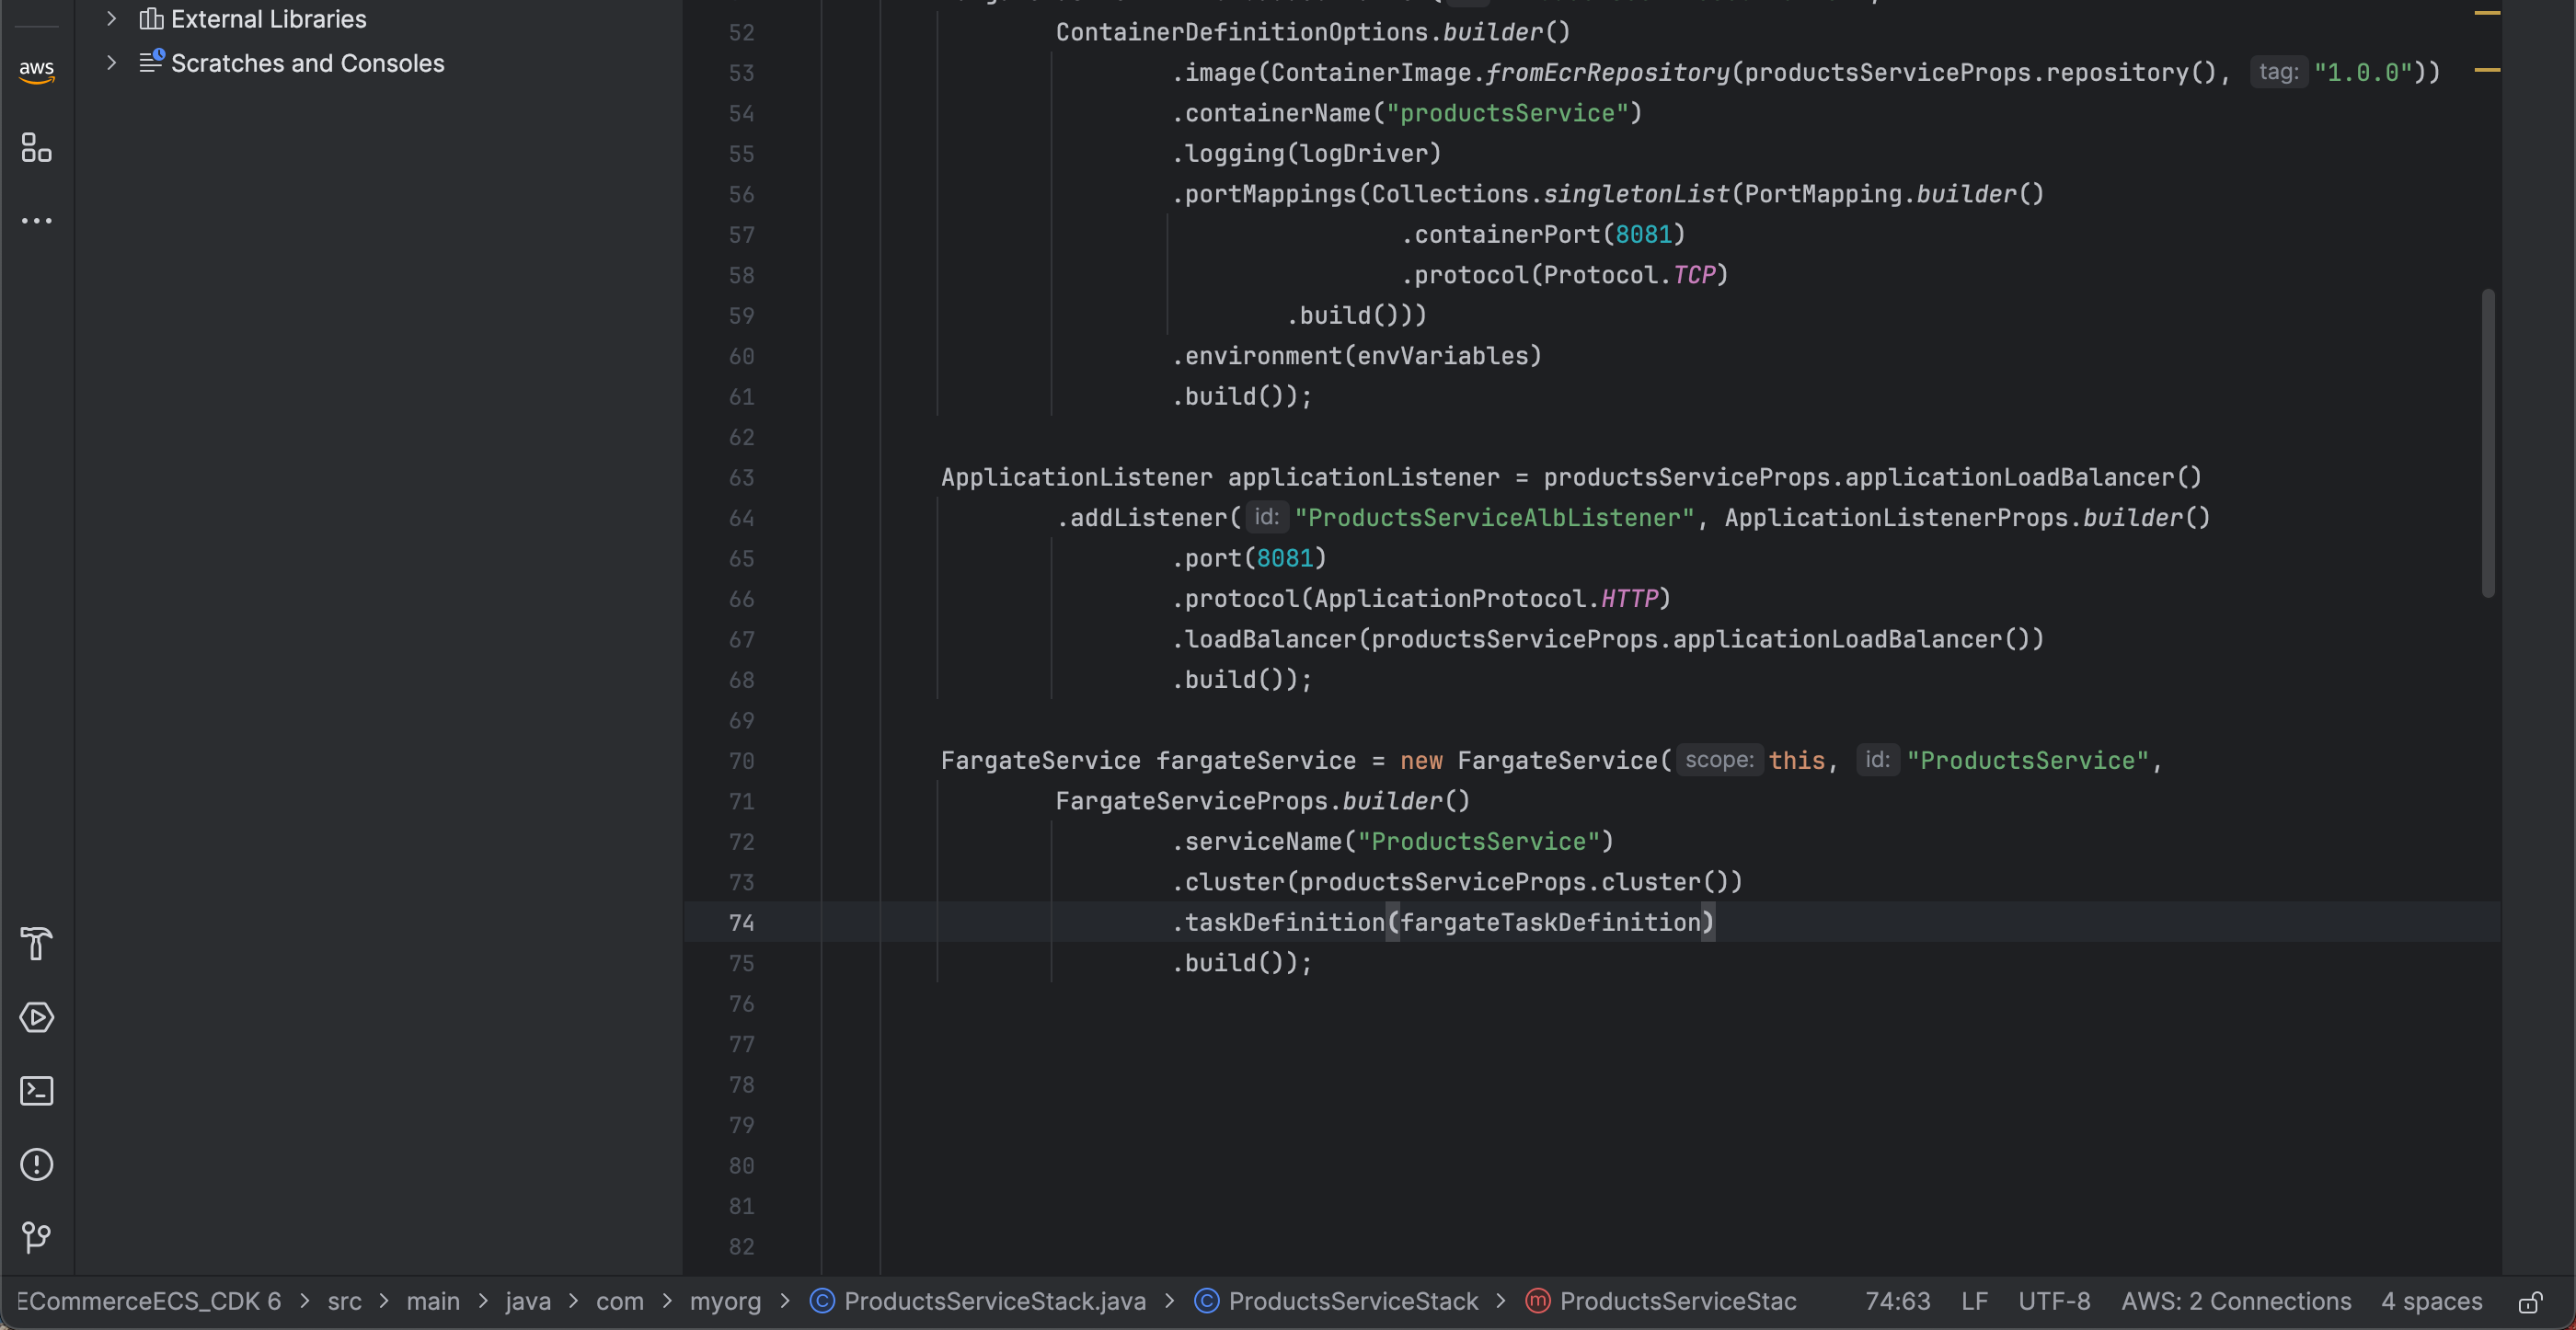 External Libraries
Scratches and Consoles
aws
52 ContainerDefinitionOptions.builder()
53 .image(ContainerImage.fromEcrRepository(productsServiceProps.repository(), tag: "1.0.0"))
54 .containerName("productsService")
55 .logging(logDriver)
56 .portMappings(Collections.singletonList(PortMapping.builder()
57 .containerPort(8081)
58 .protocol(Protocol.TCP)
59 .build()))
60 .environment(envVariables)
61 .build());
62
63 ApplicationListener applicationListener = productsServiceProps.applicationLoadBalancer()
64 .addListener( id: "ProductsServiceAlbListener", ApplicationListenerProps.builder()
65 .port(8081)
66 .protocol(ApplicationProtocol.HTTP)
67 .loadBalancer(productsServiceProps.applicationLoadBalancer())
68 .build());
69
70 FargateService fargateService = new FargateService( scope: this, id: "ProductsService",
71 FargateServiceProps.builder()
72 .serviceName("ProductsService")
73 .cluster(productsServiceProps.cluster())
74 .taskDefinition(fargateTaskDefinition)
75 .build());
76
77
78
79
80
81
82
ECommerceECS_CDK 6 > src > main > java > com > myorg > ProductsServiceStack.java > ProductsServiceStack > ProductsServiceStac 74:63 LF UTF-8 AWS: 2 Connections 4 spaces